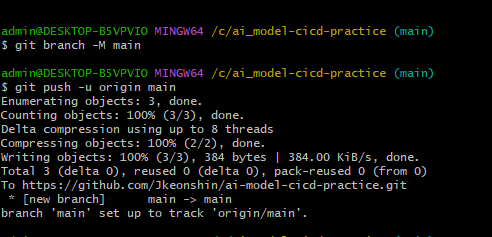 admin@DESKTOP-B5VPVIO MINGW64 /c/ai_model-cicd-practice (main)
$ git branch -M main
admin@DESKTOP-B5VPVIO MINGW64 /c/ai_model-cicd-practice (main)
$ git push -u origin main
Enumerating objects: 3, done.
Counting objects: 100% (3/3), done.
Delta compression using up to 8 threads
Compressing objects: 100% (2/2), done.
Writing objects: 100% (3/3), 384 bytes | 384.00 KiB/s, done.
Total 3 (delta 0), reused 0 (delta 0), pack-reused 0 (from 0)
To https://github.com/Jkeonshin/ai-model-cicd-practice.git
 * [new branch]      main -> main
branch 'main' set up to track 'origin/main'.